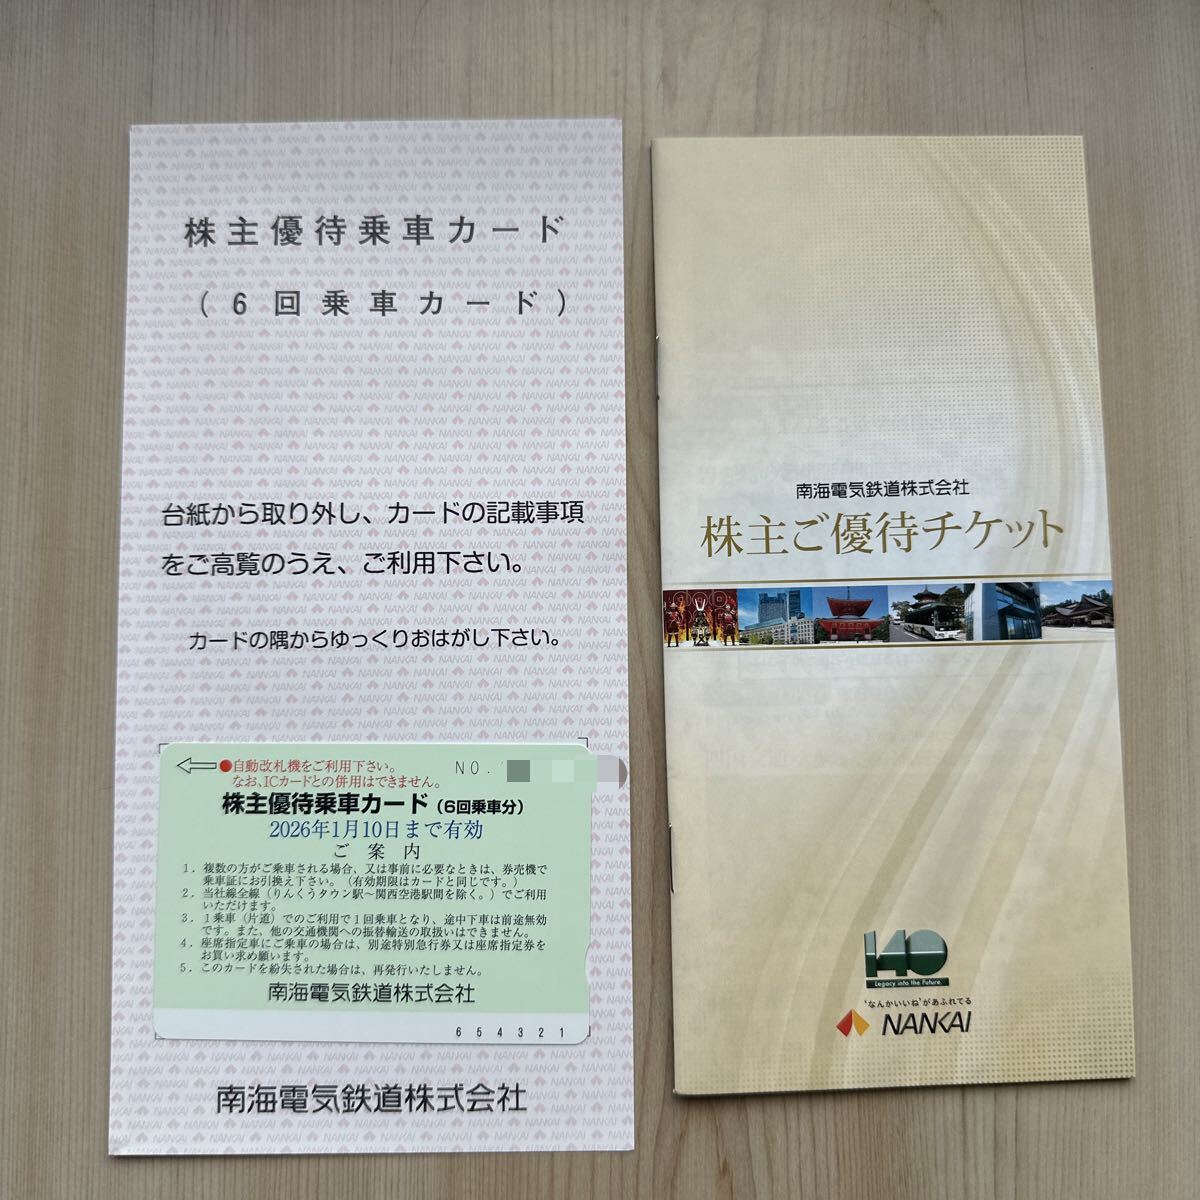 株主優待乗車カード
(6回乗車カード)
台紙から取り外し、カードの記載事項
をご高覧のうえ、ご利用下さい。
カードの隅からゆっくりおはがし下さい。
●自動改札機をご利用下さい。
なお、ICカードとの併用はできません。
NO.
株主優待乗車カード(6回乗車分)
2026年1月10日まで有効
ご案内
1．複数の方がご乗車される場合、又は事前に必要なときは、券売機で
乗車証にお引換え下さい。(有効期限はカードと同じです。)
2．当社線全線(りんくうタウン駅～関西空港駅間を除く。)でご利用
いただけます。
3．1乗車(片道)でのご利用で1回乗車となり、途中下車は前途無効
です。また、他の交通機関への振替輸送の取扱いはできません。
4．座席指定車にご乗車の場合は、別途特別急行券又は座席指定券を
お買い求め願います。
5．このカードを紛失された場合は、再発行いたしません。
南海電気鉄道株式会社
6 5 4 3 2 1
南海電気鉄道株式会社
南海電気鉄道株式会社
株主ご優待チケット
140
Legacy into the Future.
'なんかいいね'があふれてる
NANKAI